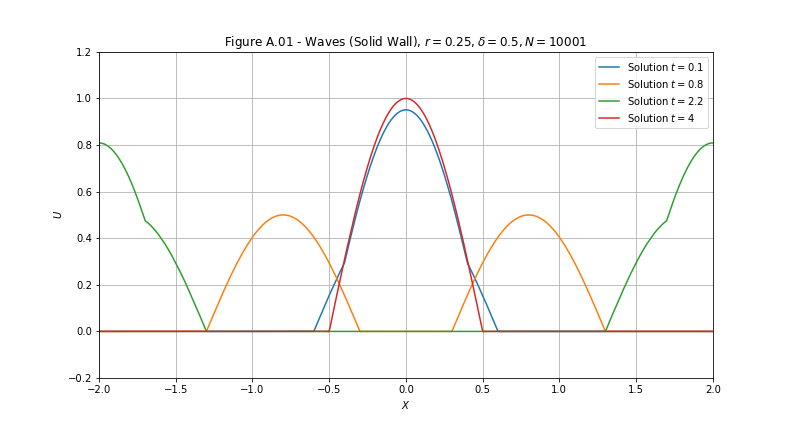 Figure A.01 - Waves (Solid Wall), r = 0.25, δ = 0.5, N = 10001
Solution t = 0.1
Solution t = 0.8
Solution t = 2.2
Solution t = 4
U
1.2
1.0
0.8
0.6
0.4
0.2
0.0
−0.2
−2.0 −1.5 −1.0 −0.5 0.0 0.5 1.0 1.5 2.0
X